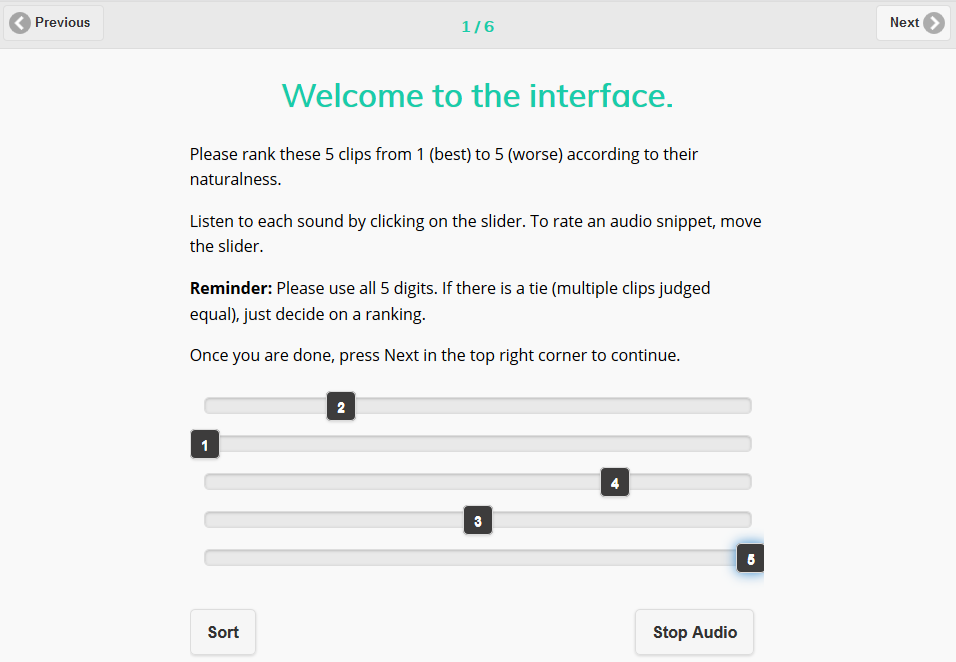 Previous
1 / 6
Next
Welcome to the interface.
Please rank these 5 clips from 1 (best) to 5 (worse) according to their
naturalness.
Listen to each sound by clicking on the slider. To rate an audio snippet, move
the slider.
Reminder: Please use all 5 digits. If there is a tie (multiple clips judged
equal), just decide on a ranking.
Once you are done, press Next in the top right corner to continue.
2
1
4
3
5
Sort
Stop Audio